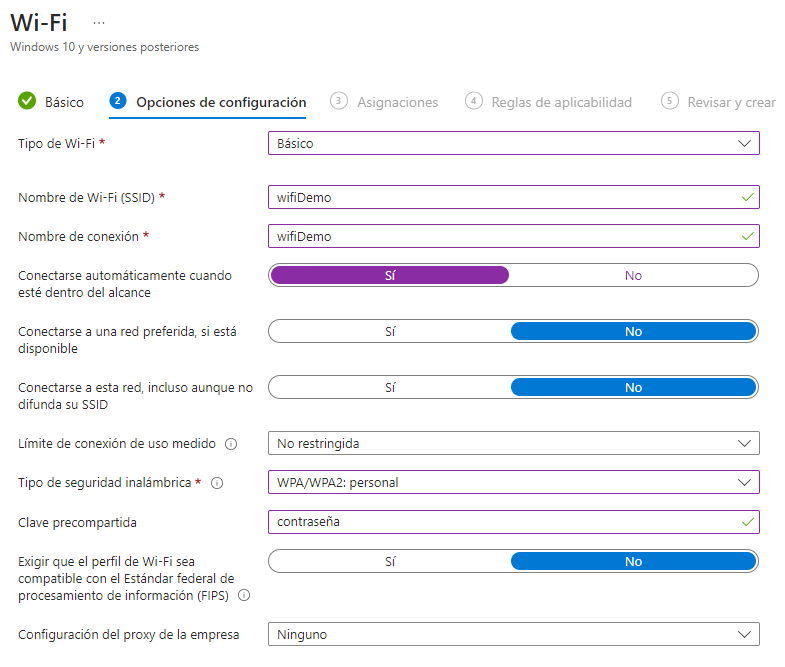 Wi-Fi ...
Windows 10 y versiones posteriores
Básico
2 Opciones de configuración
3 Asignaciones
4 Reglas de aplicabilidad
5 Revisar y crear
Tipo de Wi-Fi *
Básico
Nombre de Wi-Fi (SSID) *
wifiDemo
Nombre de conexión *
wifiDemo
Conectarse automáticamente cuando
esté dentro del alcance
Sí No
Conectarse a una red preferida, si está
disponible
Sí No
Conectarse a esta red, incluso aunque no
difunda su SSID
Sí No
Límite de conexión de uso medido
No restringida
Tipo de seguridad inalámbrica *
WPA/WPA2: personal
Clave precompartida
contraseña
Exigir que el perfil de Wi-Fi sea
compatible con el Estándar federal de
procesamiento de información (FIPS)
Sí No
Configuración del proxy de la empresa
Ninguno